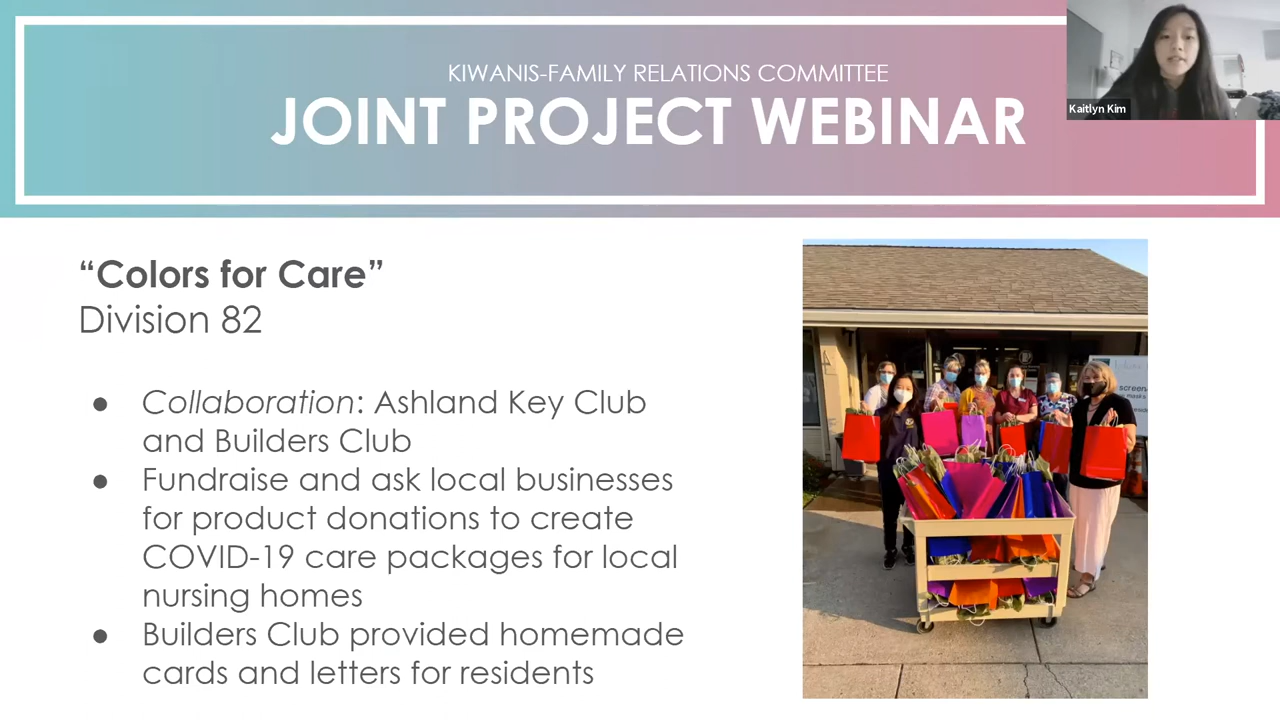 KIWANIS-FAMILY RELATIONS COMMITTEE
JOINT PROJECT WEBINAR
Kaitlyn Kim
“Colors for Care”
Division 82
● Collaboration: Ashland Key Club
and Builders Club
● Fundraise and ask local businesses
for product donations to create
COVID-19 care packages for local
nursing homes
● Builders Club provided homemade
cards and letters for residents